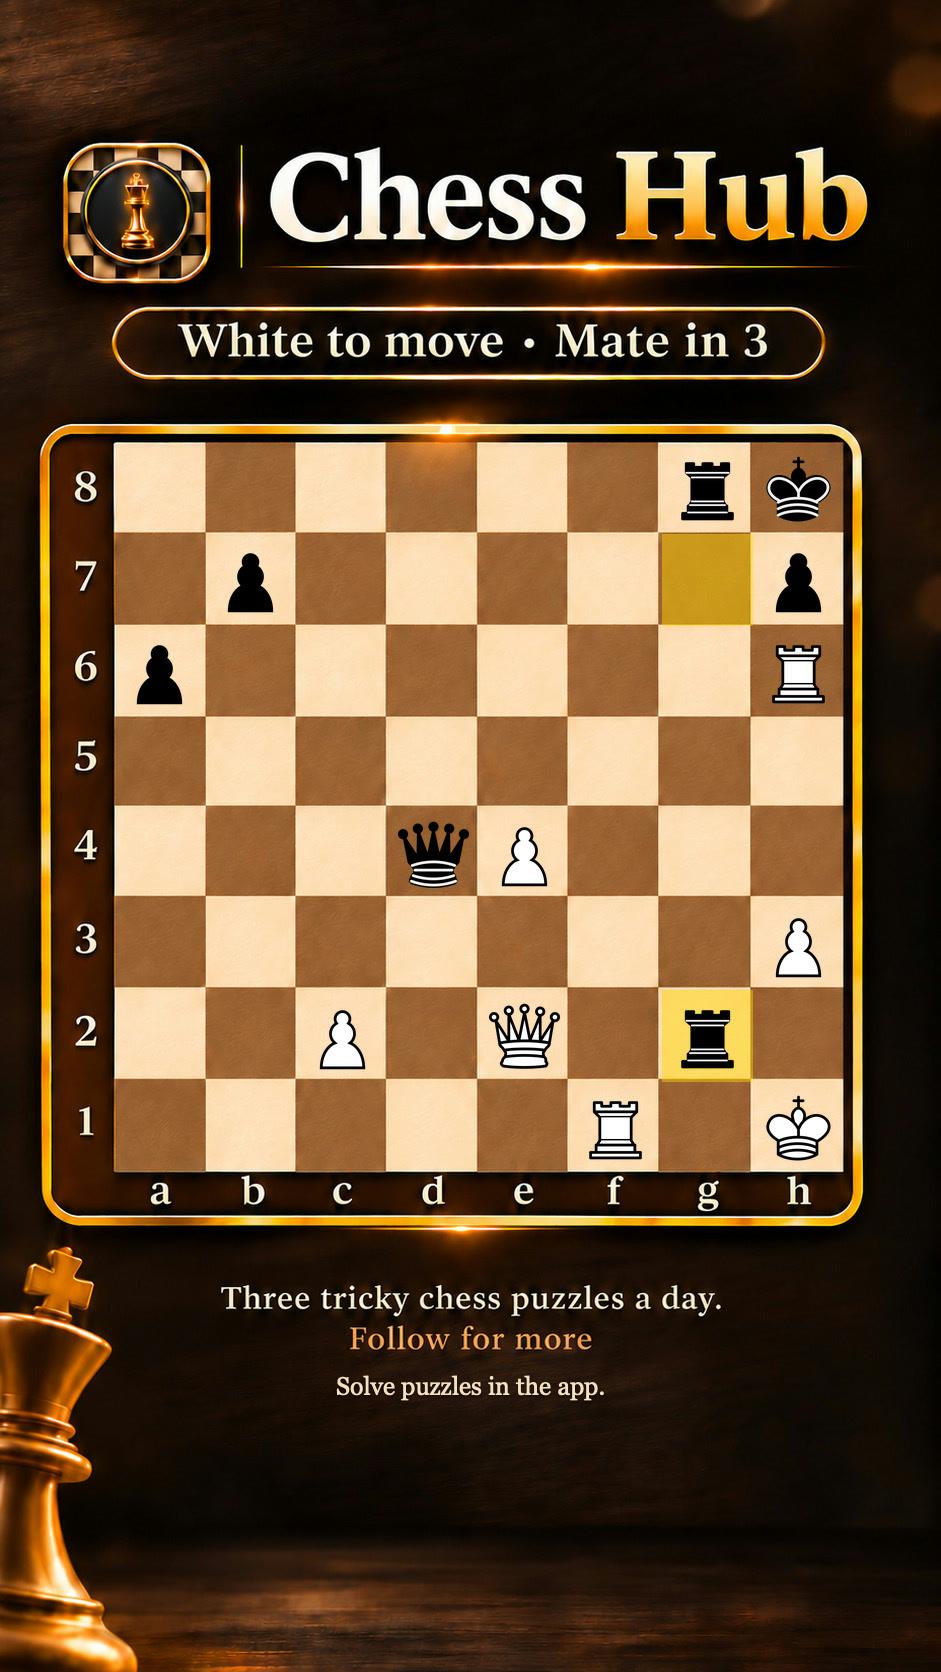 Chess Hub
White to move • Mate in 3
8
7
6
5
4
3
2
1
a b c d e f g h
Three tricky chess puzzles a day.
Follow for more
Solve puzzles in the app.